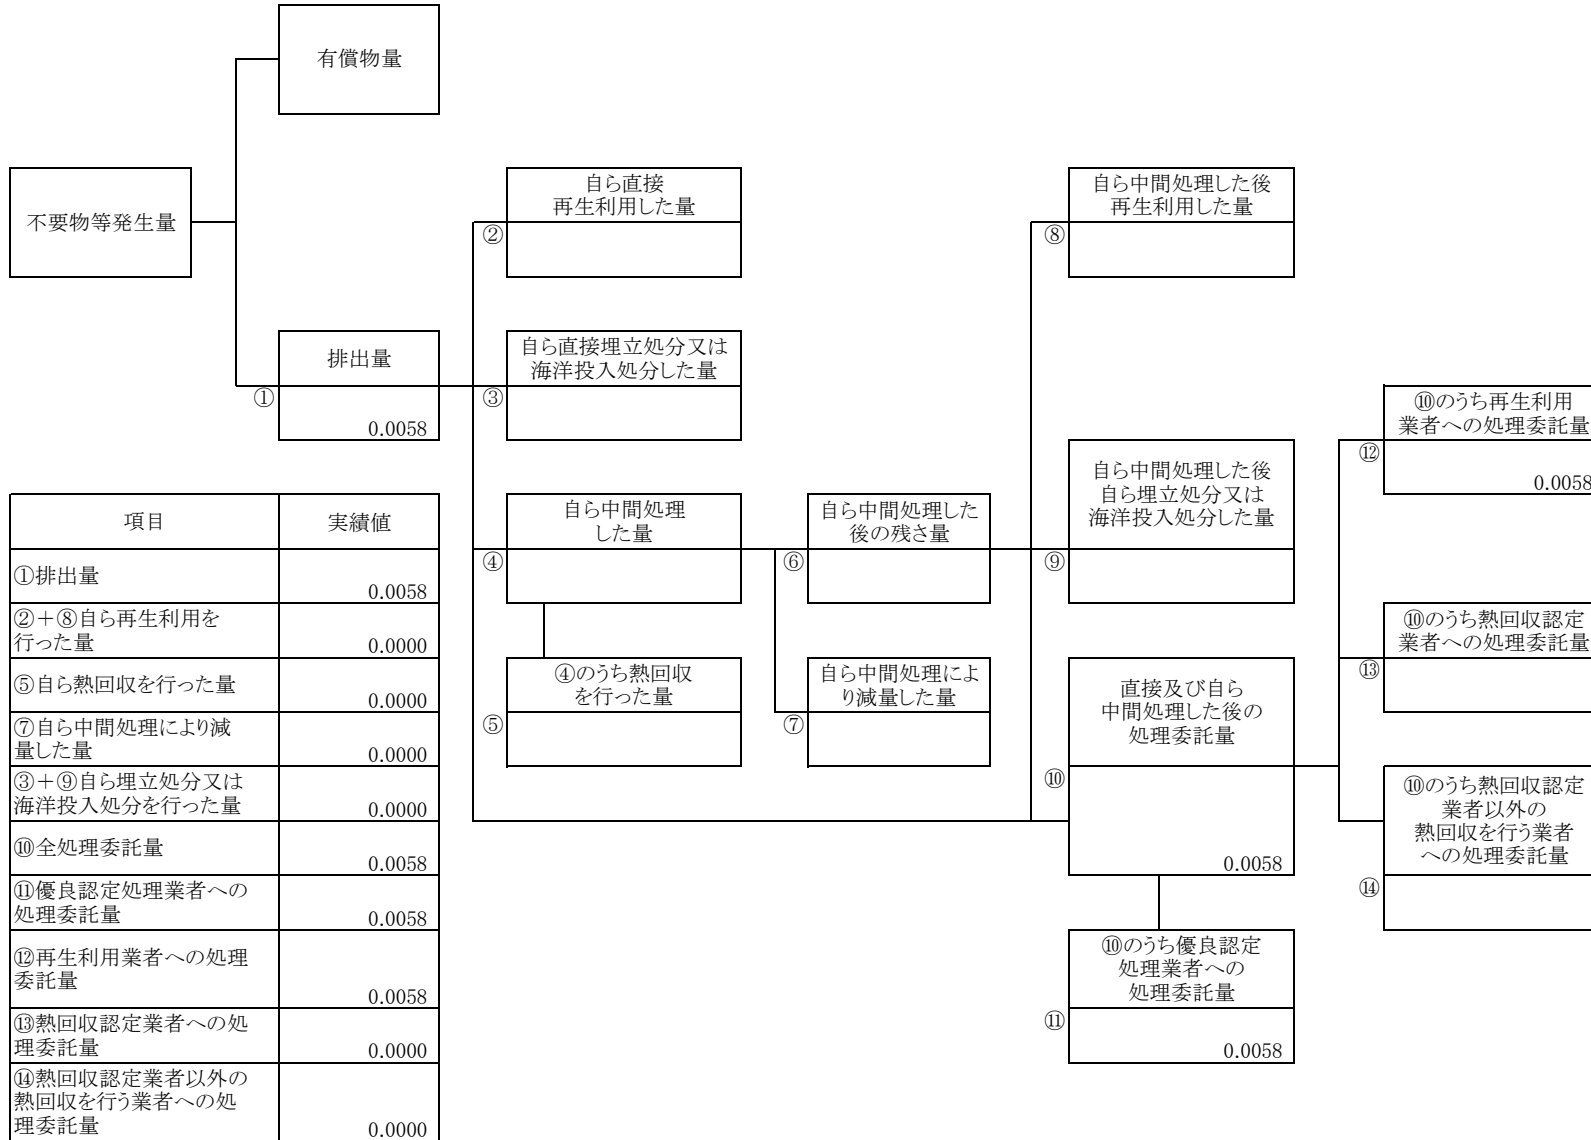 有償物量
不要物等発生量
自ら直接
再生利用した量
②
自ら中間処理した後
再生利用した量
⑧
排出量
①
0.0058
自ら直接埋立処分又は
海洋投入処分した量
③
⑩のうち再生利用
業者への処理委託量
⑫
0.0058
自ら中間処理
した量
④
自ら中間処理した
後の残さ量
⑥
自ら中間処理した後
自ら埋立処分又は
海洋投入処分した量
⑨
④のうち熱回収
を行った量
⑤
自ら中間処理によ
り減量した量
⑦
直接及び自ら
中間処理した後の
処理委託量
⑩
0.0058
⑩のうち熱回収認定
業者への処理委託量
⑬
⑩のうち熱回収認定
業者以外の
熱回収を行う業者
への処理委託量
⑭
⑩のうち優良認定
処理業者への
処理委託量
⑪
0.0058
項目 実績値
①排出量
0.0058
②＋⑧自ら再生利用を
行った量
0.0000
⑤自ら熱回収を行った量
0.0000
⑦自ら中間処理により減
量した量
0.0000
③＋⑨自ら埋立処分又は
海洋投入処分を行った量
0.0000
⑩全処理委託量
0.0058
⑪優良認定処理業者への
処理委託量
0.0058
⑫再生利用業者への処理
委託量
0.0058
⑬熱回収認定業者への処
理委託量
0.0000
⑭熱回収認定業者以外の
熱回収を行う業者への処
理委託量
0.0000